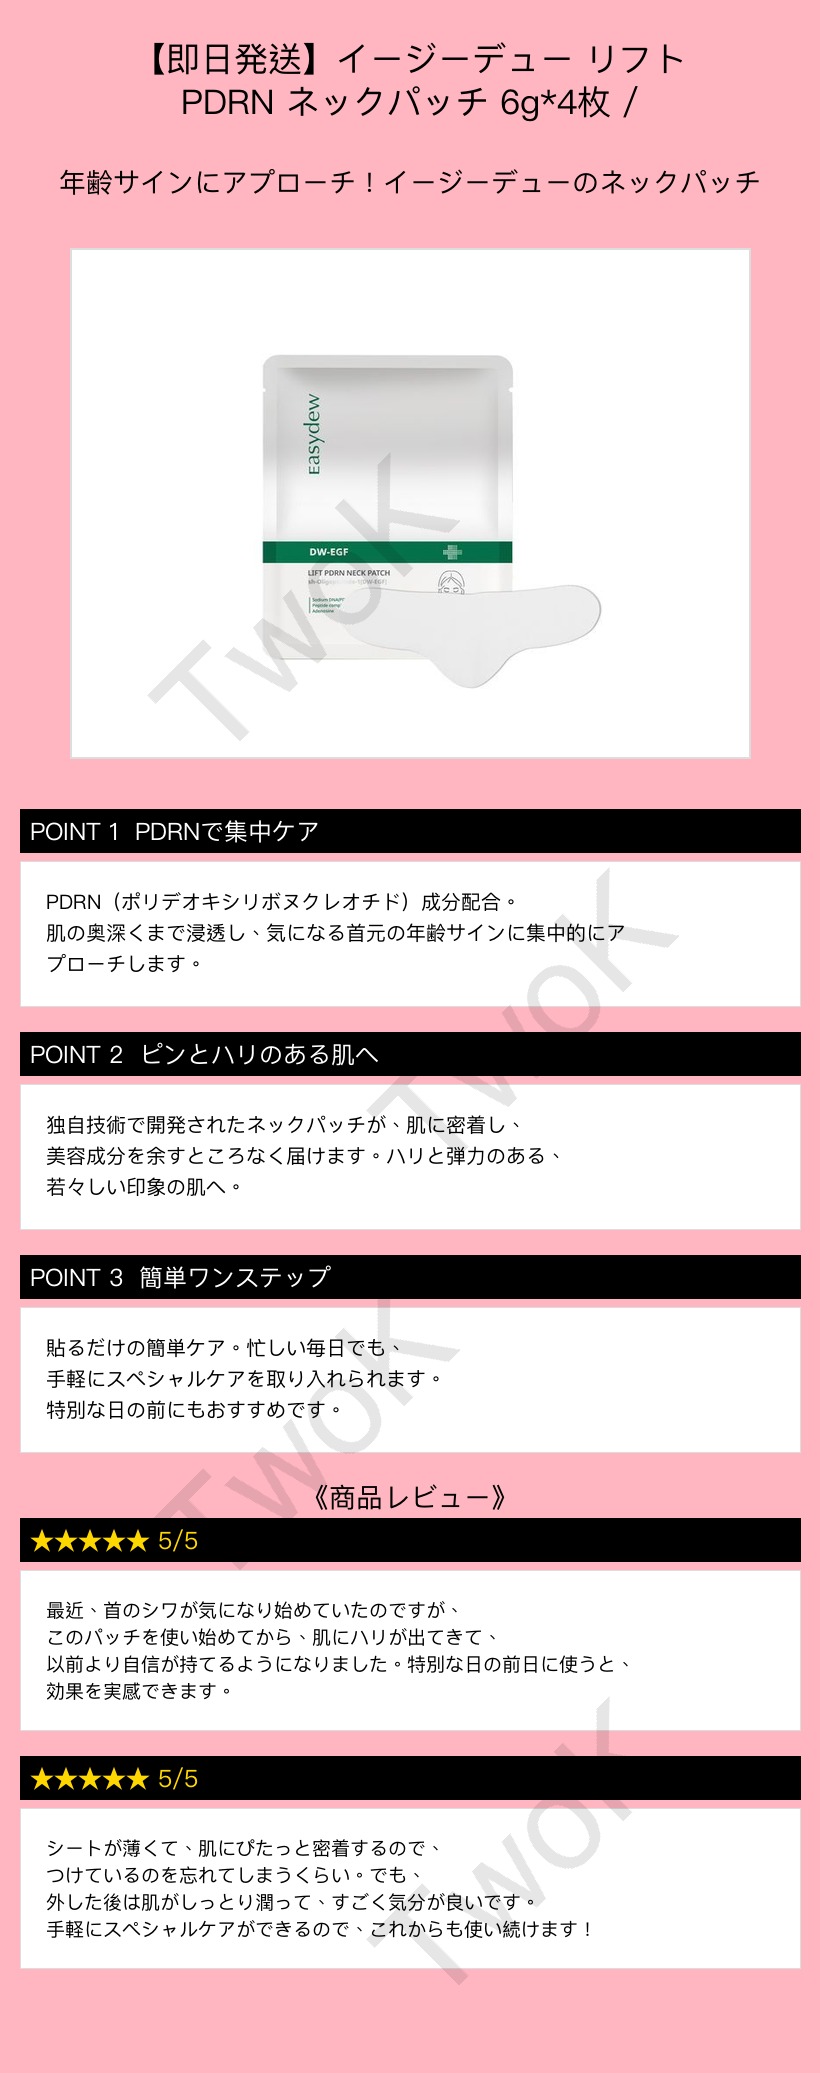 【即日発送】イージーデュー リフト
PDRN ネックパッチ 6g*4枚 /
年齢サインにアプローチ！イージーデューのネックパッチ
Easydew
DW-EGF
LIFT PDRN NECK PATCH
Sodium DNA/PT
Peptide comp
Adenosine
TwoK
POINT 1 PDRNで集中ケア
PDRN（ポリデオキシリボヌクレオチド）成分配合。
肌の奥深くまで浸透し、気になる首元の年齢サインに集中的にア
プローチします。
TwoK
POINT 2 ピンとハリのある肌へ
独自技術で開発されたネックパッチが、肌に密着し、
美容成分を余すところなく届けます。ハリと弾力のある、
若々しい印象の肌へ。
POINT 3 簡単ワンステップ
貼るだけの簡単ケア。忙しい毎日でも、
手軽にスペシャルケアを取り入れられます。
特別な日の前にもおすすめです。
TwoK
《商品レビュー》
★★★★★ 5/5
最近、首のシワが気になり始めていたのですが、
このパッチを使い始めてから、肌にハリが出てきて、
以前より自信が持てるようになりました。特別な日の前日に使うと、
効果を実感できます。
★★★★★ 5/5
シートが薄くて、肌にぴたっと密着するので、
つけているのを忘れてしまうくらい。でも、
外した後は肌がしっとり潤って、すごく気分が良いです。
手軽にスペシャルケアができるので、これからも使い続けます！
TwoK